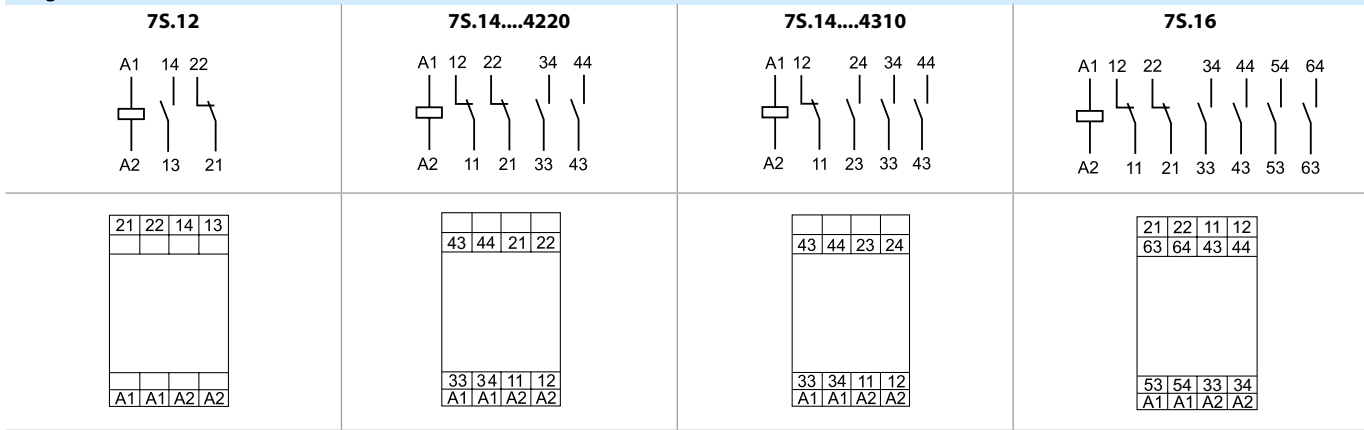 7S.12 7S.14....4220 7S.14....4310 7S.16
A1 14 22 A1 12 22 34 44 A1 12 24 34 44 A1 12 22 34 44 54 64
A2 13 21 A2 11 21 33 43 A2 11 23 33 43 A2 11 21 33 43 53 63
21 22 14 13 21 22 11 12
43 44 21 22 43 44 23 24 63 64 43 44
33 34 11 12 33 34 11 12 53 54 33 34
A1 A1 A2 A2 A1 A1 A2 A2 A1 A1 A2 A2 A1 A1 A2 A2